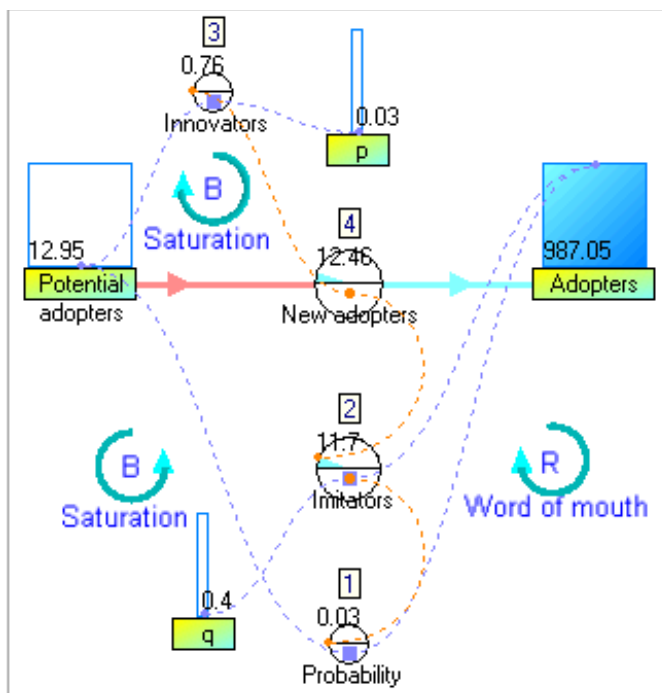 3
0.76
Innovators
0.03
p
B
Saturation
12.95
Potential
adopters
4
12.46
New adopters
987.05
Adopters
2
11.7
Imitators
B
Saturation
R
Word of mouth
0.4
q
1
0.03
Probability